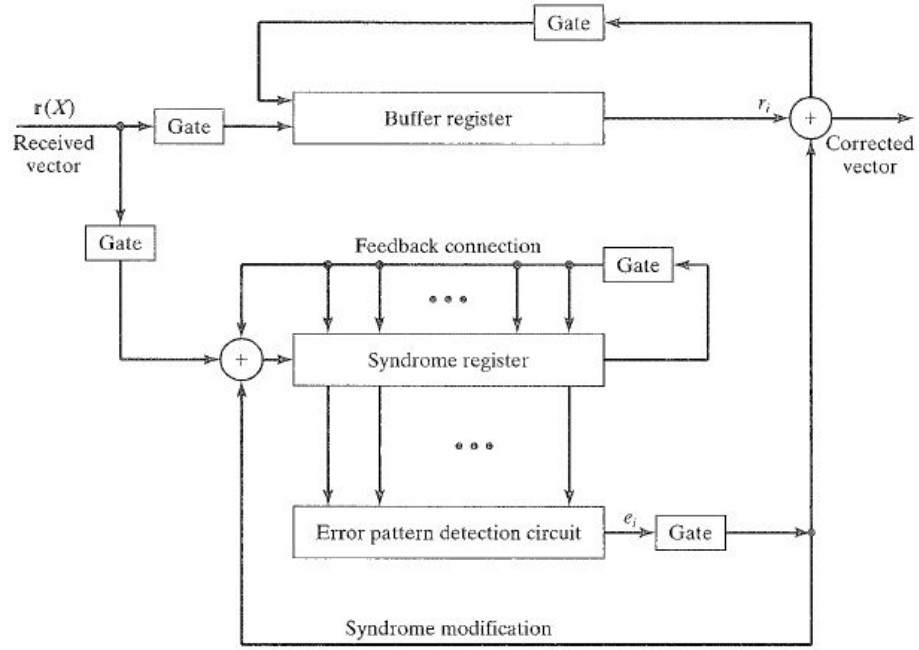 Gate
r(X)
Received
vector
Gate
Buffer register
r_i
+
Corrected
vector
Gate
Feedback connection
Gate
+
Syndrome register
Error pattern detection circuit
e_i
Gate
Syndrome modification